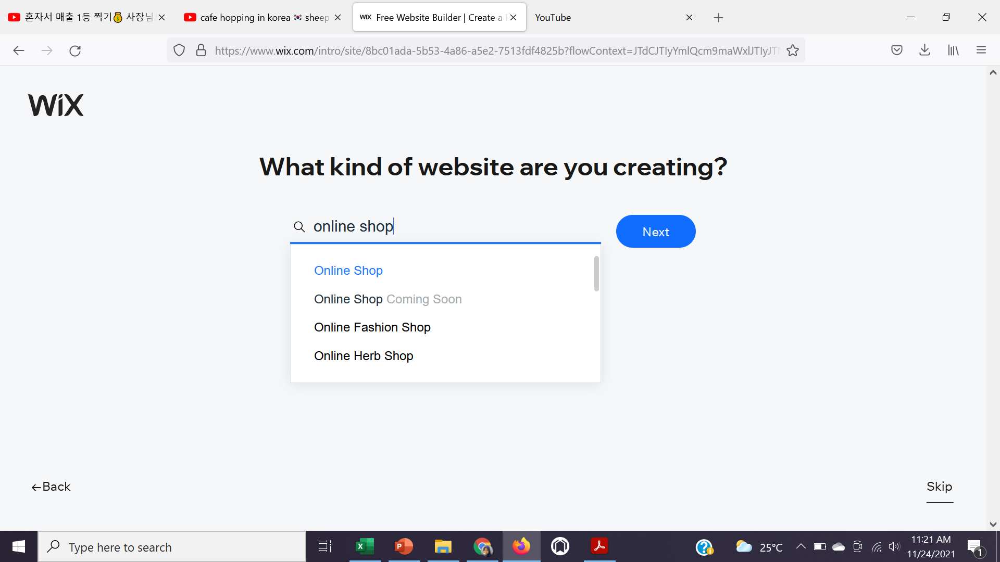 혼자서 매출 1등 찍기💰 사장님
cafe hopping in korea 🇰🇷 sheep
WIX Free Website Builder | Create a F
YouTube
https://www.wix.com/intro/site/8bc01ada-5b53-4a86-a5e2-7513fdf4825b?flowContext=JTdCJTIyYmlQcm9maWxlJTIyJT
WiX
What kind of website are you creating?
online shop
Next
Online Shop
Online Shop Coming Soon
Online Fashion Shop
Online Herb Shop
←Back
Skip
Type here to search
25°C
11:21 AM
11/24/2021
1